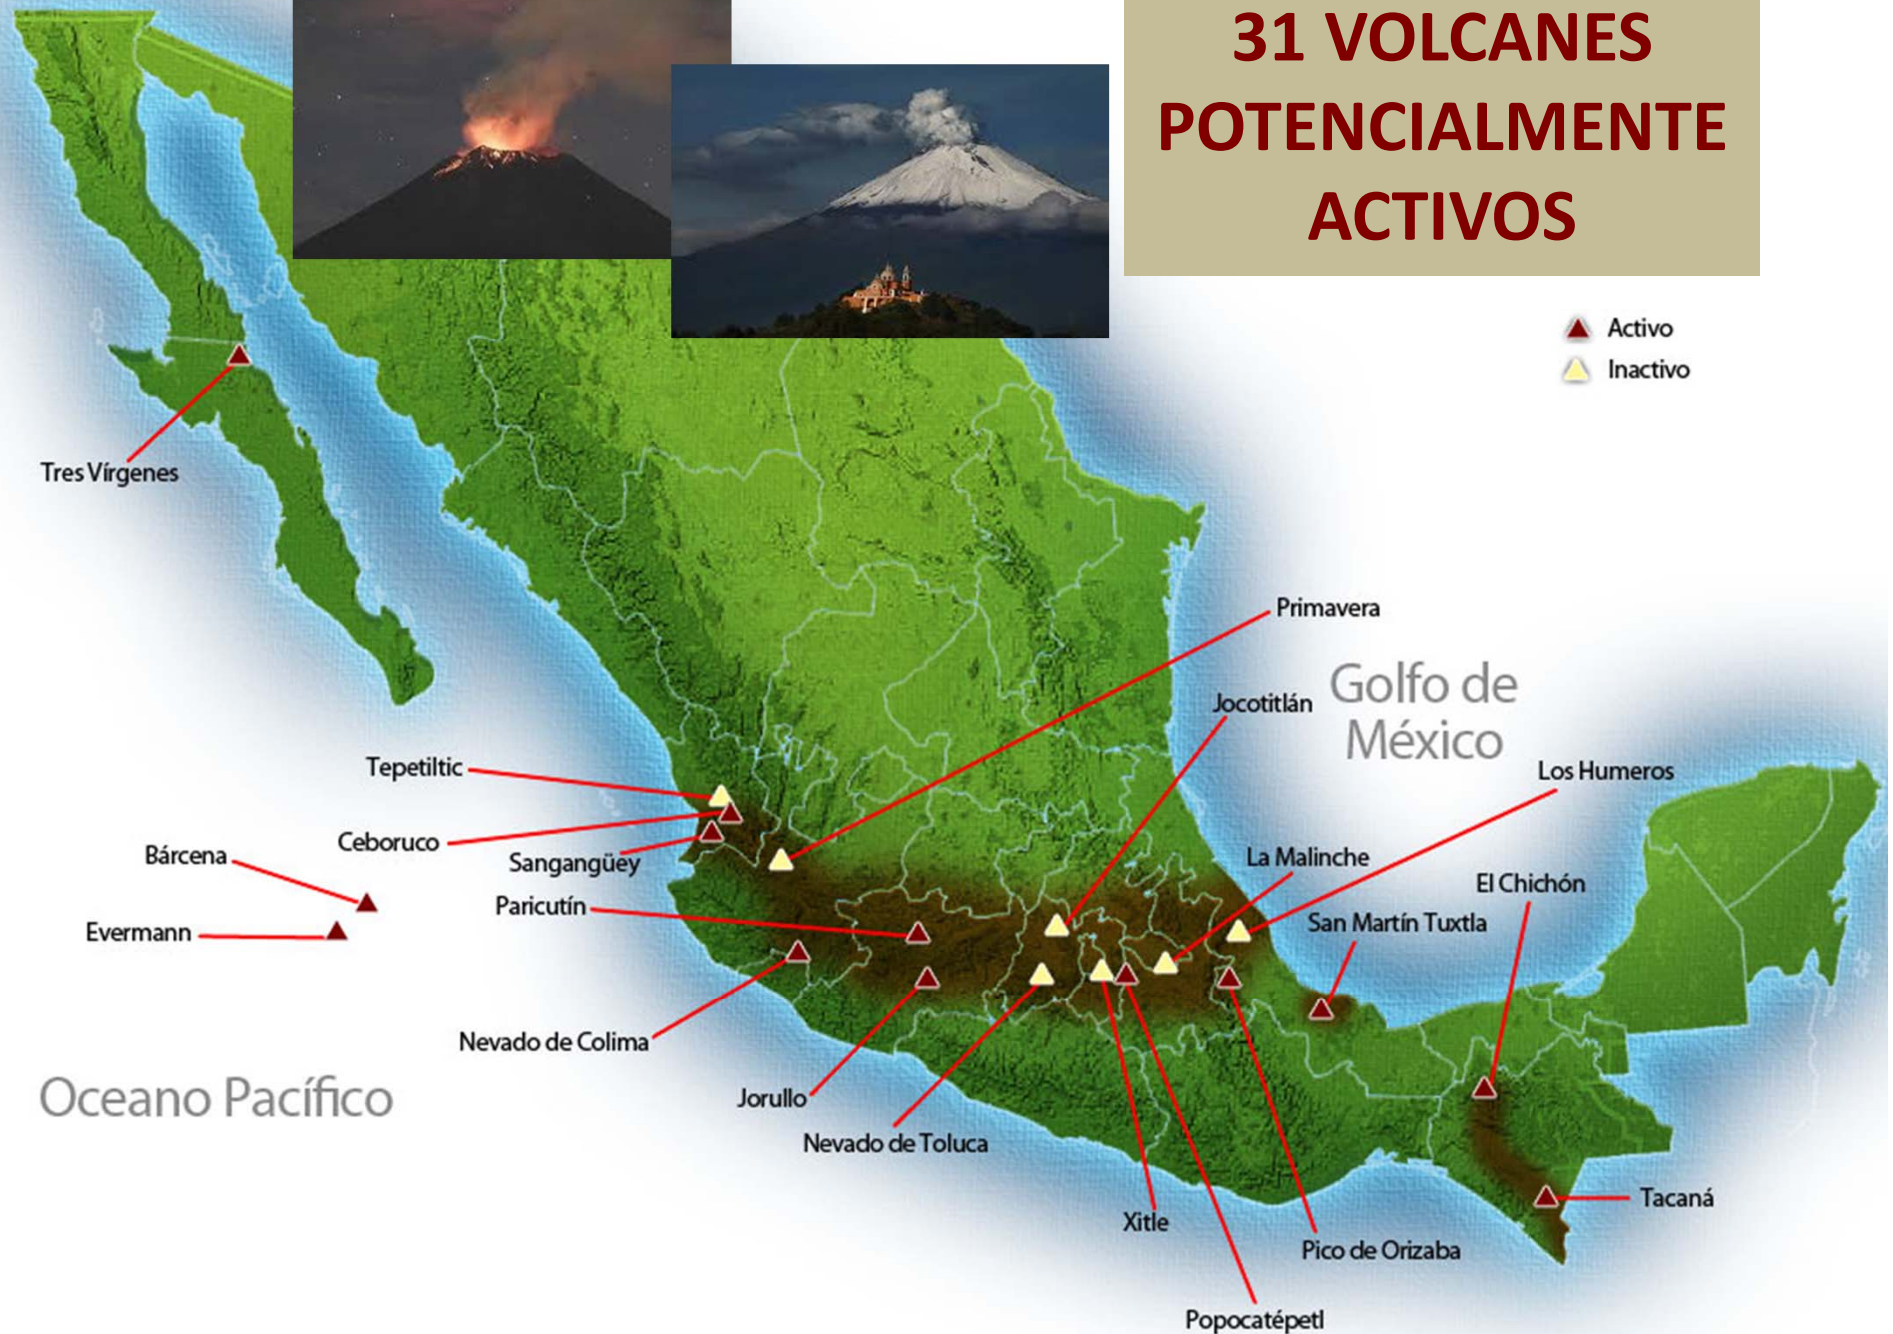 31 VOLCANES
POTENCIALMENTE
ACTIVOS
Activo
Inactivo
Tres Vírgenes
Primavera
Golfo de
México
Jocotitlán
Tepetiltic
Los Humeros
Ceboruco
Bárcena
Sangangüey
La Malinche
El Chichón
Paricutín
San Martín Tuxtla
Evermann
Nevado de Colima
Oceano Pacífico
Jorullo
Nevado de Toluca
Tacaná
Xitle
Pico de Orizaba
Popocatépetl